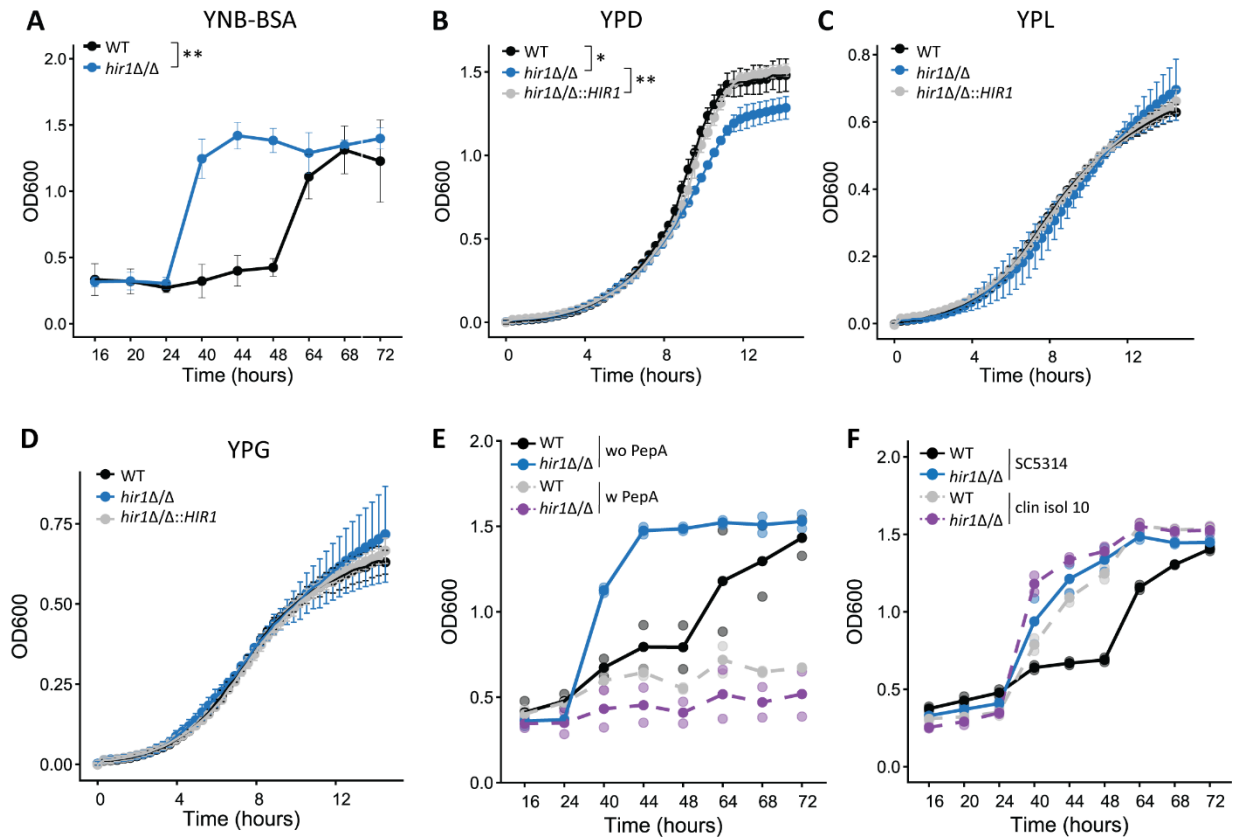 A
YNB-BSA
WT
hir1Δ/Δ
**
OD600
2.0
1.5
1.0
0.5
0.0
16 20 24 40 44 48 64 68 72
Time (hours)
B
YPD
WT
hir1Δ/Δ
hir1Δ/Δ::HIR1
*
**
OD600
1.5
1.0
0.5
0.0
0 4 8 12
Time (hours)
C
YPL
WT
hir1Δ/Δ
hir1Δ/Δ::HIR1
OD600
0.8
0.6
0.4
0.2
0.0
0 4 8 12
Time (hours)
D
YPG
WT
hir1Δ/Δ
hir1Δ/Δ::HIR1
OD600
0.75
0.50
0.25
0.00
0 4 8 12
Time (hours)
E
WT
hir1Δ/Δ
wo PepA
WT
hir1Δ/Δ
w PepA
OD600
2.0
1.5
1.0
0.5
0.0
16 24 40 44 48 64 68 72
Time (hours)
F
WT
hir1Δ/Δ
SC5314
WT
hir1Δ/Δ
clin isol 10
OD600
2.0
1.5
1.0
0.5
0.0
16 20 24 40 44 48 64 68 72
Time (hours)